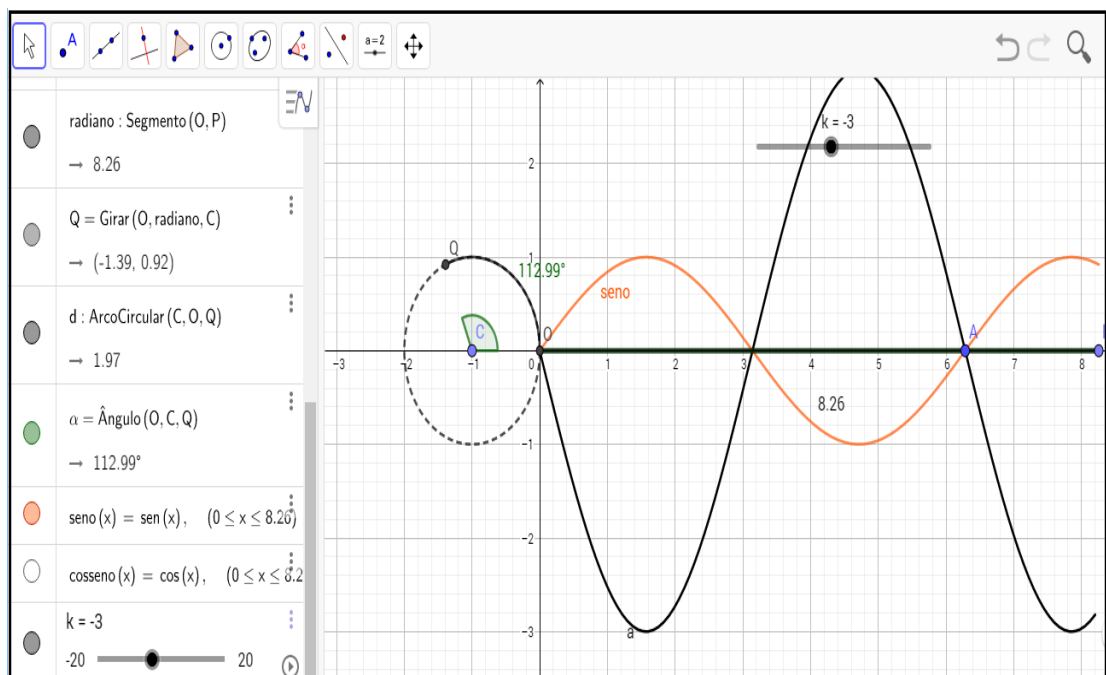 A
a=2
radiano : Segmento (O, P)
→ 8.26
Q = Girar (O, radiano, C)
→ (-1.39, 0.92)
d : ArcoCircular (C, O, Q)
→ 1.97
α = Ângulo (O, C, Q)
→ 112.99°
seno (x) = sen (x) ,    (0 ≤ x ≤ 8.26)
cosseno (x) = cos (x) ,    (0 ≤ x ≤ 8.2
k = -3
-20
20
k = -3
2
Q
1
112.99°
seno
C
O
A
-3
-2
-1
0
1
2
3
4
5
6
7
8
8.26
-1
-2
-3
a